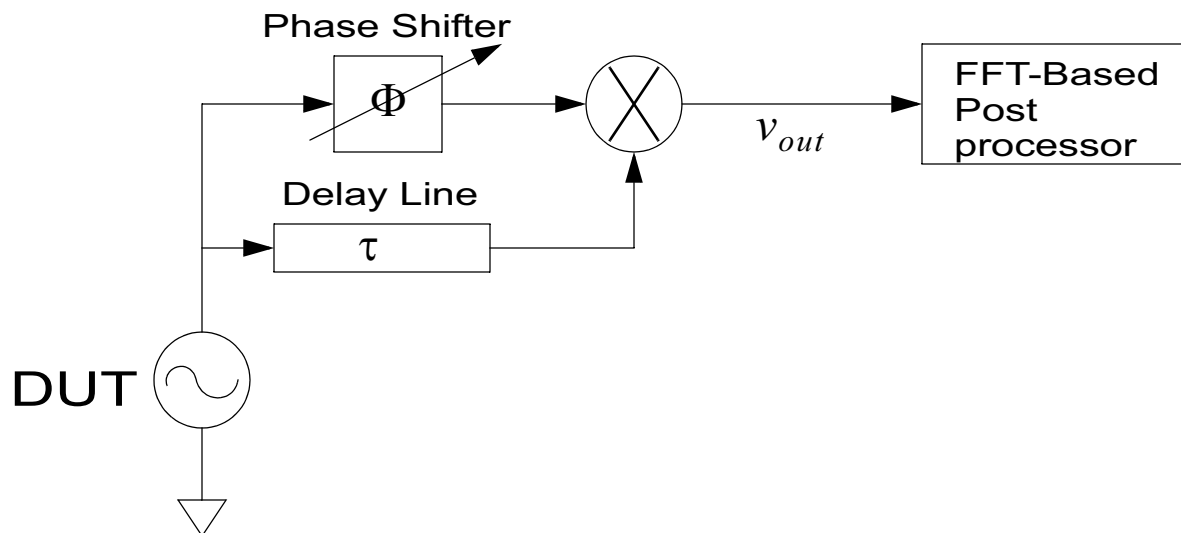 Phase Shifter
Φ
v_out
FFT-Based
Post
processor
Delay Line
τ
DUT